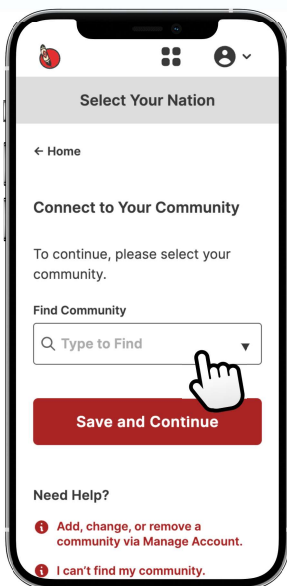 Select Your Nation
← Home
Connect to Your Community
To continue, please select your
community.
Find Community
Type to Find
Save and Continue
Need Help?
Add, change, or remove a
community via Manage Account.
I can't find my community.